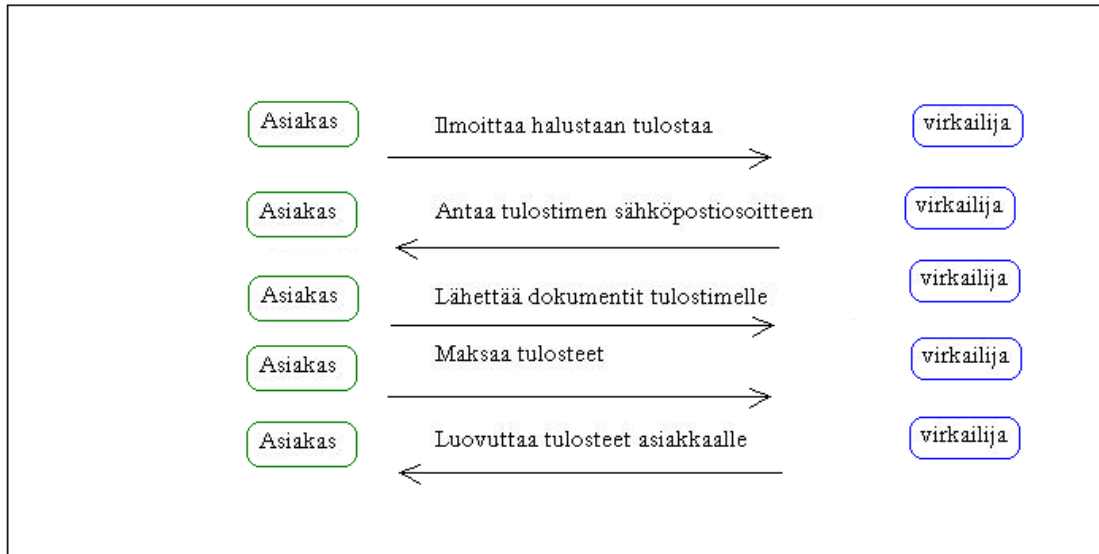 Asiakas Ilmoittaa halustaan tulostaa virkailija
Asiakas Antaa tulostimen sähköpostiosoitteen virkailija
Asiakas Lähettää dokumentit tulostimelle virkailija
Asiakas Maksaa tulosteet virkailija
Asiakas Luovuttaa tulosteet asiakkaalle virkailija